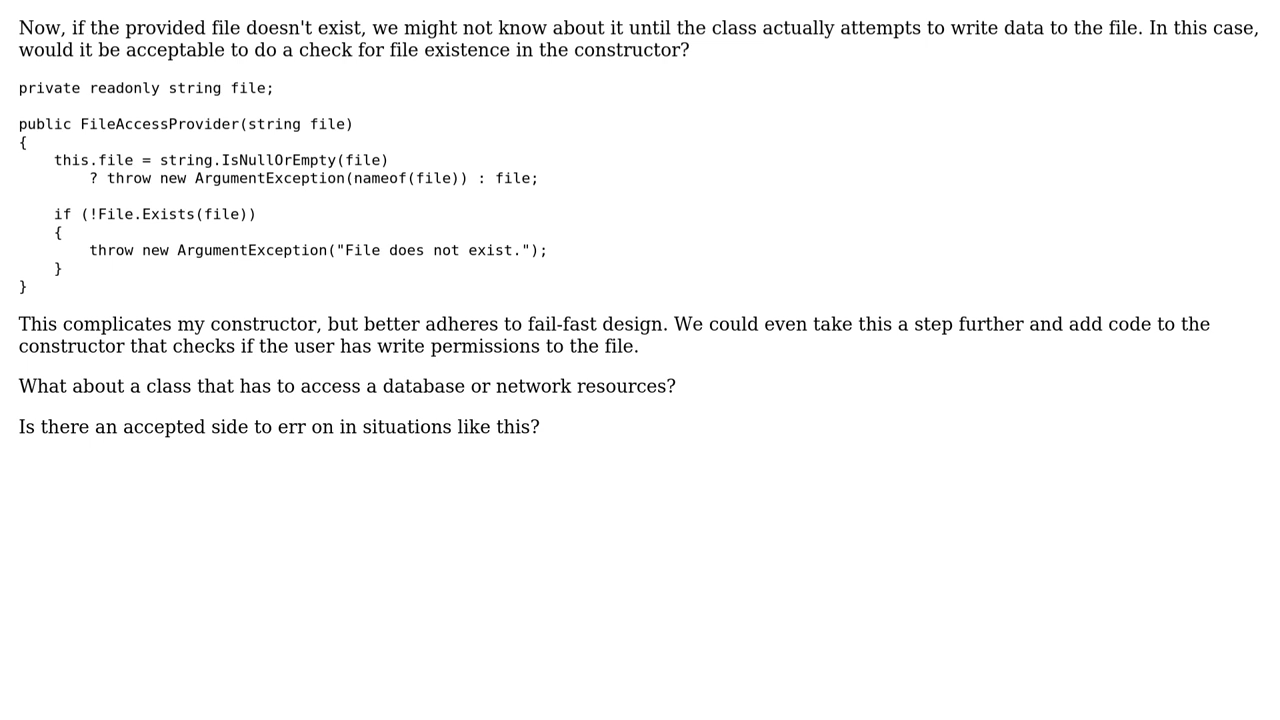 Now, if the provided file doesn't exist, we might not know about it until the class actually attempts to write data to the file. In this case,
would it be acceptable to do a check for file existence in the constructor?
private readonly string file;
public FileAccessProvider(string file)
{
    this.file = string.IsNullOrEmpty(file)
        ? throw new ArgumentException(nameof(file)) : file;
    if (!File.Exists(file))
    {
        throw new ArgumentException("File does not exist.");
    }
}
This complicates my constructor, but better adheres to fail-fast design. We could even take this a step further and add code to the
constructor that checks if the user has write permissions to the file.
What about a class that has to access a database or network resources?
Is there an accepted side to err on in situations like this?